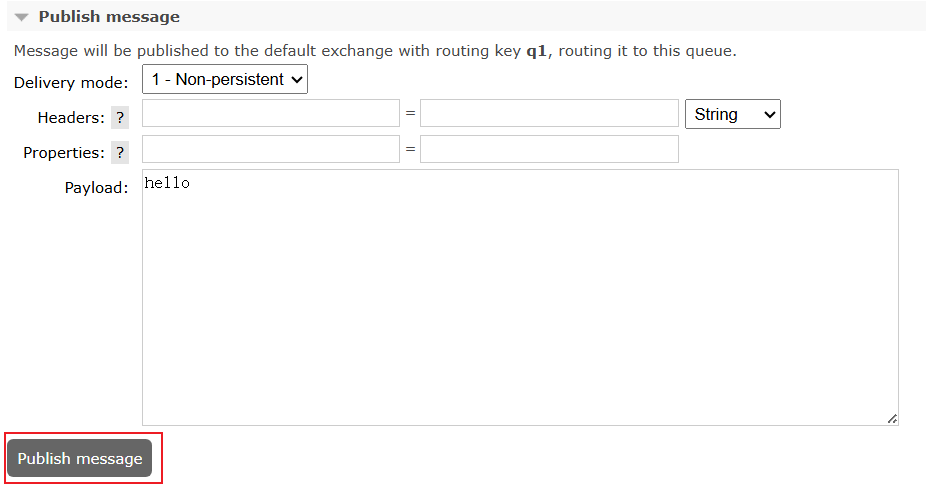 Publish message
Message will be published to the default exchange with routing key q1, routing it to this queue.
Delivery mode: 1 - Non-persistent
Headers: ? = String
Properties: ? =
Payload: hello
Publish message